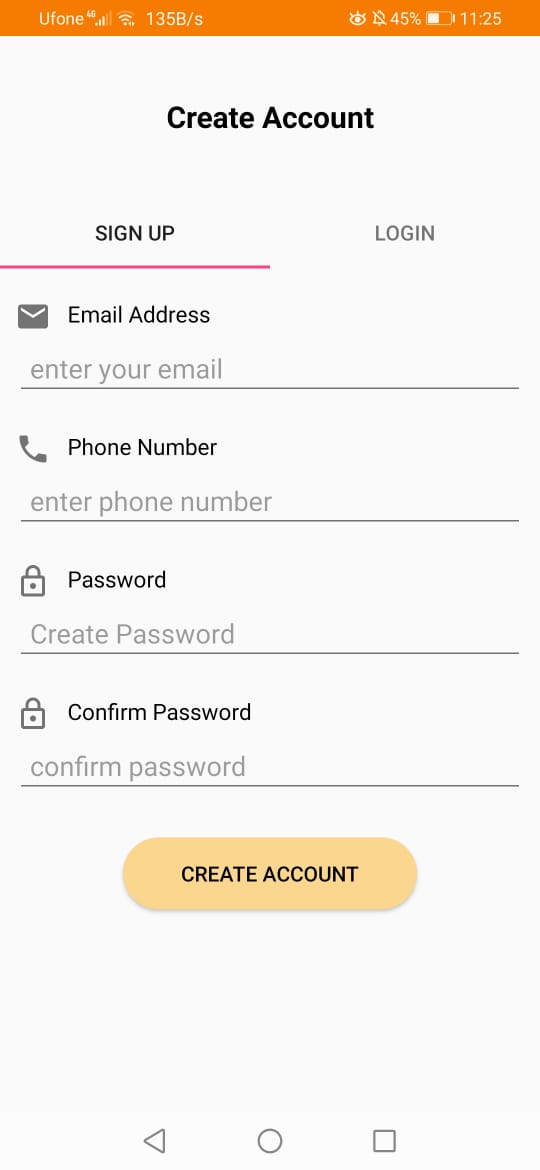 Ufone 4G 135B/s 45% 11:25
Create Account
SIGN UP LOGIN
Email Address
enter your email
Phone Number
enter phone number
Password
Create Password
Confirm Password
confirm password
CREATE ACCOUNT